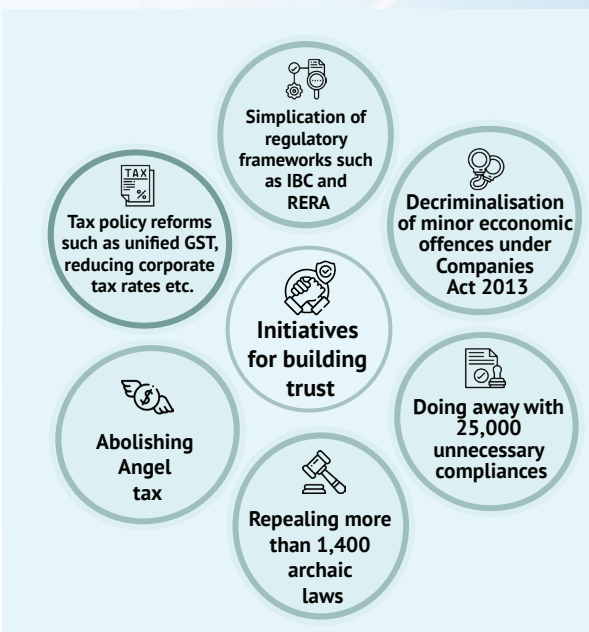 Simplication of
regulatory
frameworks such
as IBC and
RERA
TAX
%
Tax policy reforms
such as unified GST,
reducing corporate
tax rates etc.
Decriminalisation
of minor ecconomic
offences under
Companies
Act 2013
Initiatives
for building
trust
$
Abolishing
Angel
tax
Doing away with
25,000
unnecessary
compliances
Repealing more
than 1,400
archaic
laws